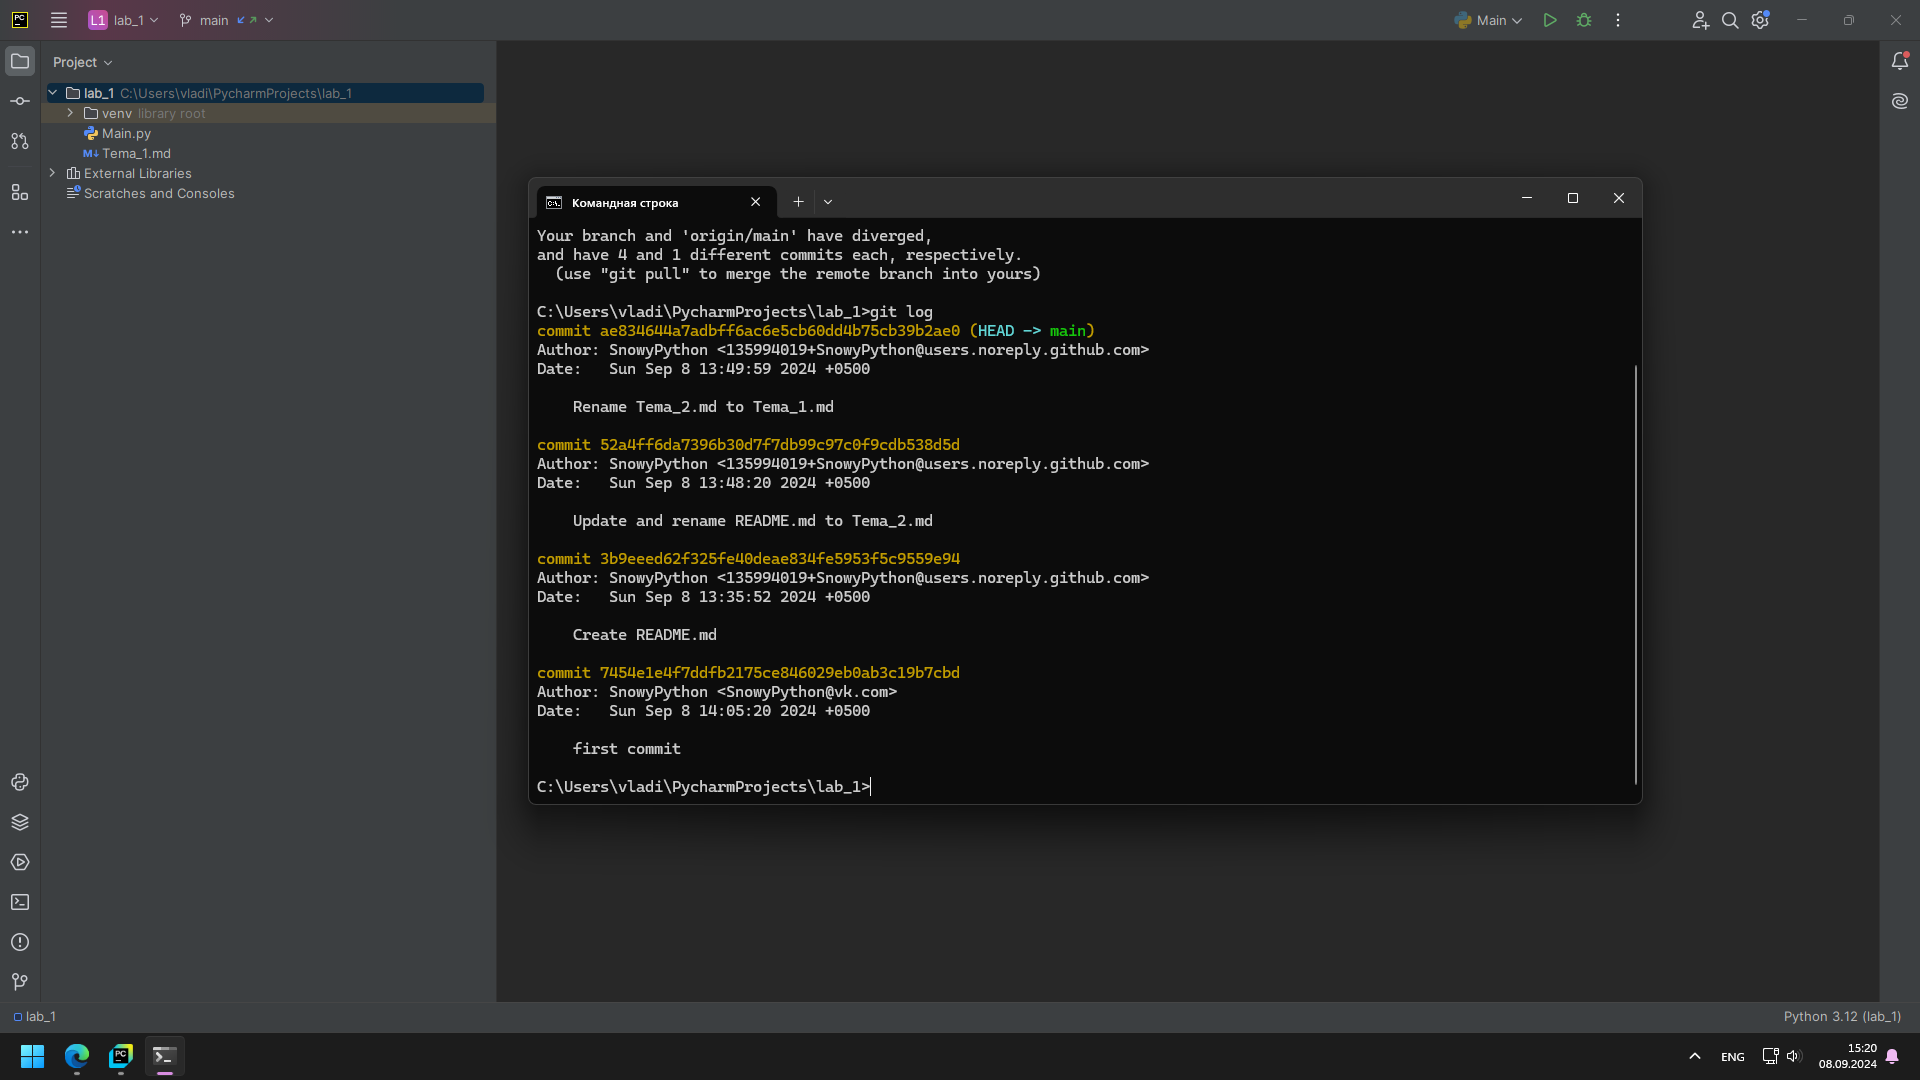 PC
L1 lab_1
main
Main
Project
lab_1 C:\Users\vladi\PycharmProjects\lab_1
venv library root
Main.py
M↓ Tema_1.md
External Libraries
Scratches and Consoles
Командная строка
Your branch and 'origin/main' have diverged,
and have 4 and 1 different commits each, respectively.
(use "git pull" to merge the remote branch into yours)
C:\Users\vladi\PycharmProjects\lab_1>git log
commit ae834644a7adbff6ac6e5cb60dd4b75cb39b2ae0 (HEAD -> main)
Author: SnowyPython <135994019+SnowyPython@users.noreply.github.com>
Date:   Sun Sep 8 13:49:59 2024 +0500
Rename Tema_2.md to Tema_1.md
commit 52a4ff6da7396b30d7f7db99c97c0f9cdb538d5d
Author: SnowyPython <135994019+SnowyPython@users.noreply.github.com>
Date:   Sun Sep 8 13:48:20 2024 +0500
Update and rename README.md to Tema_2.md
commit 3b9eeed62f325fe40deae834fe5953f5c9559e94
Author: SnowyPython <135994019+SnowyPython@users.noreply.github.com>
Date:   Sun Sep 8 13:35:52 2024 +0500
Create README.md
commit 7454e1e4f7ddfb2175ce846029eb0ab3c19b7cbd
Author: SnowyPython <SnowyPython@vk.com>
Date:   Sun Sep 8 14:05:20 2024 +0500
first commit
C:\Users\vladi\PycharmProjects\lab_1>
lab_1
Python 3.12 (lab_1)
PC
ENG
15:20
08.09.2024